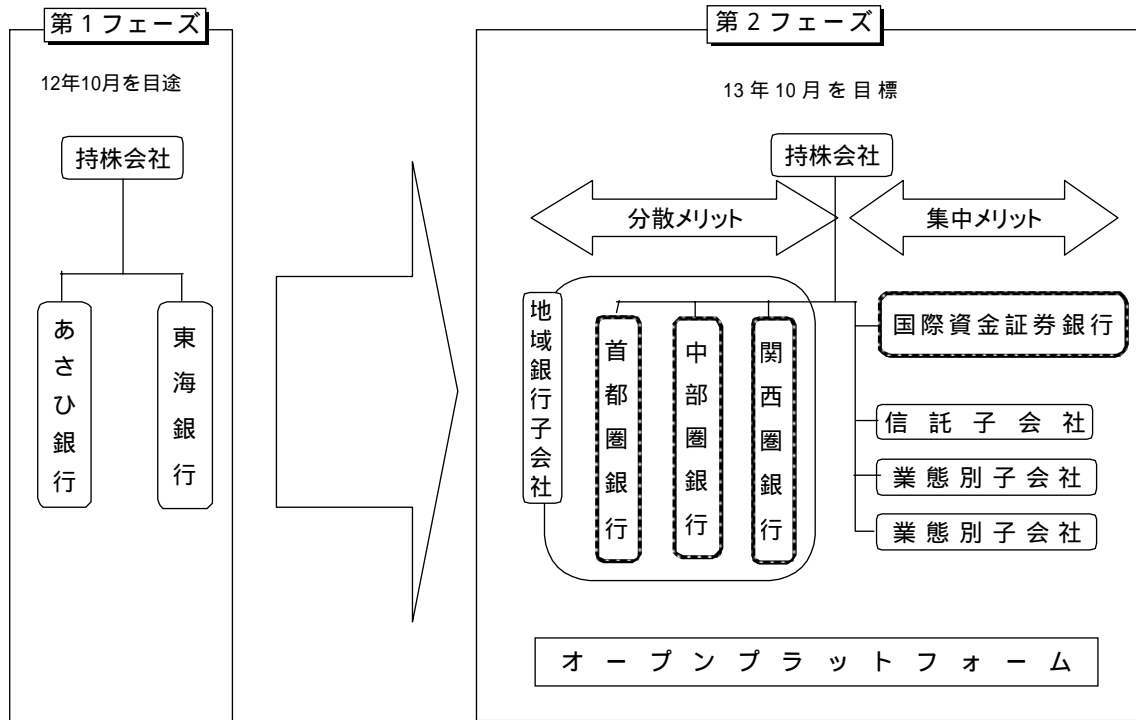 第1フェーズ
12年10月を目途
持株会社
あさひ銀行
東海銀行
第2フェーズ
13年10月を目標
持株会社
分散メリット
集中メリット
地域銀行子会社
首都圏銀行
中部圏銀行
関西圏銀行
国際資金証券銀行
信託子会社
業態別子会社
業態別子会社
オープンプラットフォーム